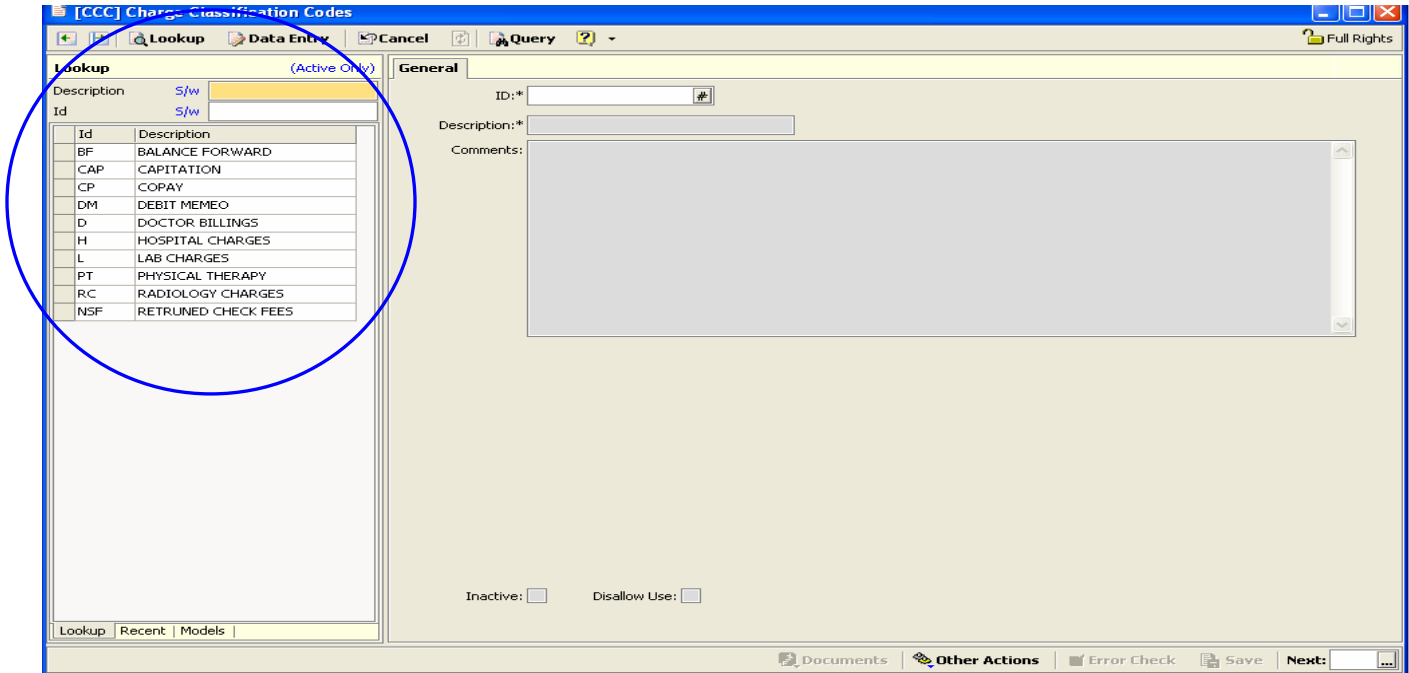 [CCC] Charge Classification Codes
Lookup Data Entry Cancel Query Full Rights
Lookup (Active Only)
Description S/w
Id S/w
Id Description
BF BALANCE FORWARD
CAP CAPITATION
CP COPAY
DM DEBIT MEMEO
D DOCTOR BILLINGS
H HOSPITAL CHARGES
L LAB CHARGES
PT PHYSICAL THERAPY
RC RADIOLOGY CHARGES
NSF RETRUNED CHECK FEES
Lookup Recent Models
General
ID:* #
Description:*
Comments:
Inactive: Disallow Use:
Documents Other Actions Error Check Save Next: ...